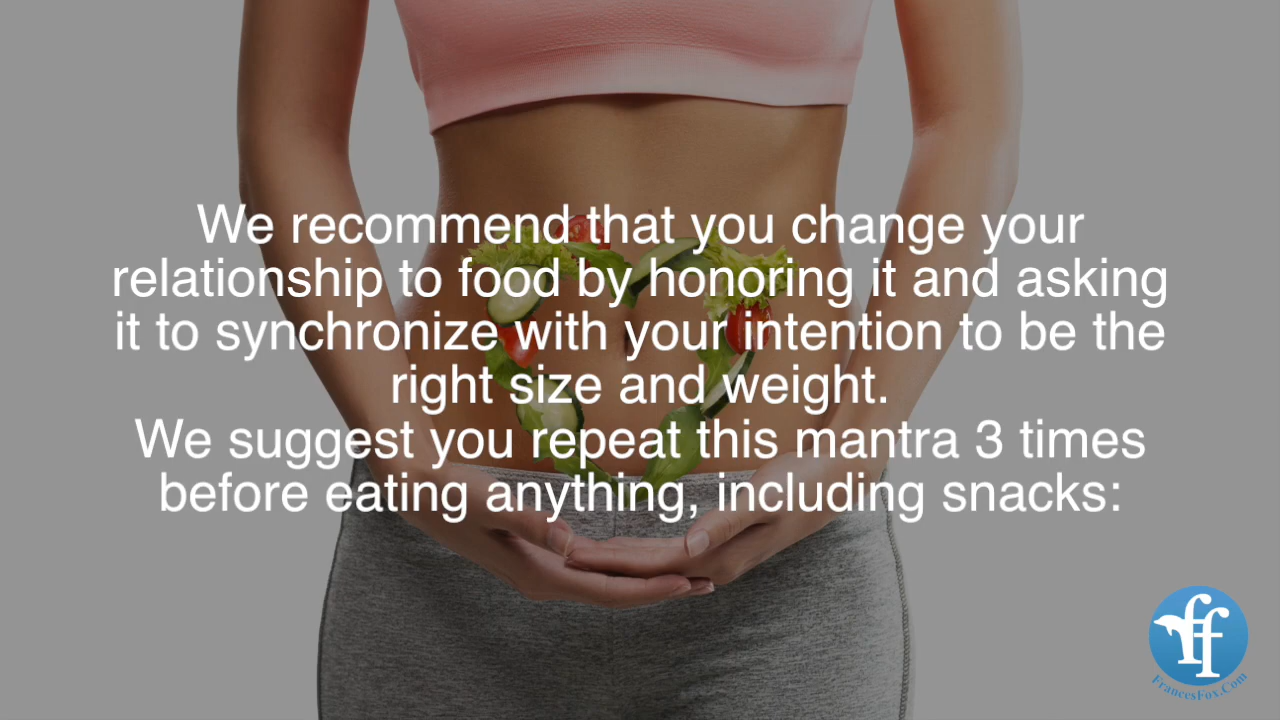 We recommend that you change your
relationship to food by honoring it and asking
it to synchronize with your intention to be the
right size and weight.
We suggest you repeat this mantra 3 times
before eating anything, including snacks:
ff
FrancesFox.Com